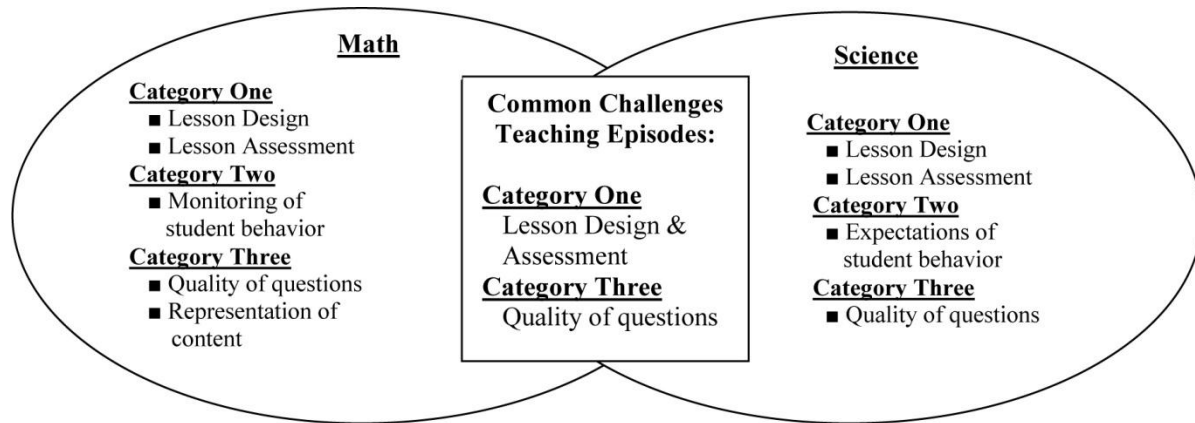 Math
Category One
■ Lesson Design
■ Lesson Assessment
Category Two
■ Monitoring of
student behavior
Category Three
■ Quality of questions
■ Representation of
content
Common Challenges
Teaching Episodes:
Category One
Lesson Design &
Assessment
Category Three
Quality of questions
Science
Category One
■ Lesson Design
■ Lesson Assessment
Category Two
■ Expectations of
student behavior
Category Three
■ Quality of questions